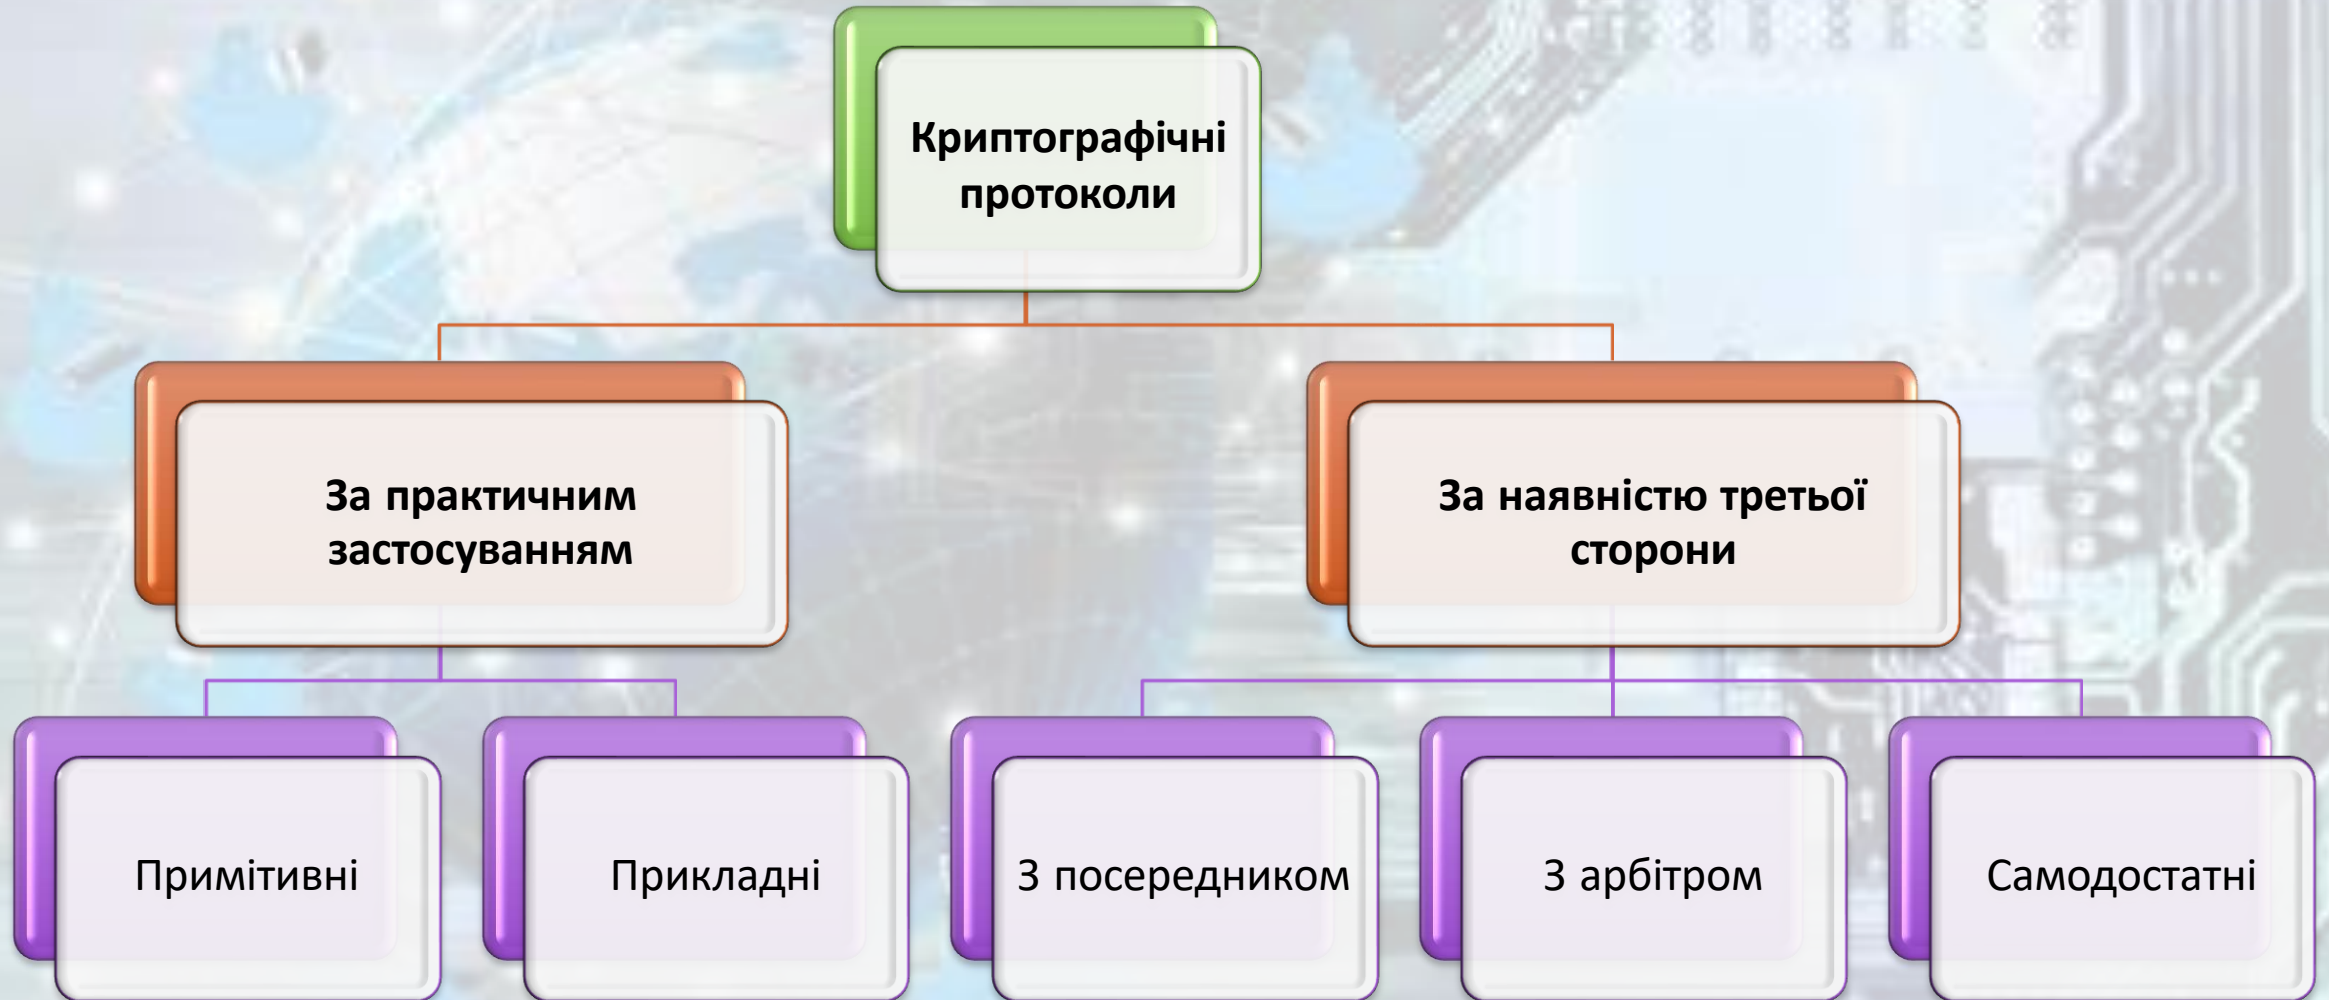 Криптографічні
протоколи
За практичним
застосуванням
За наявністю третьої
сторони
Примітивні
Прикладні
З посередником
З арбітром
Самодостатні